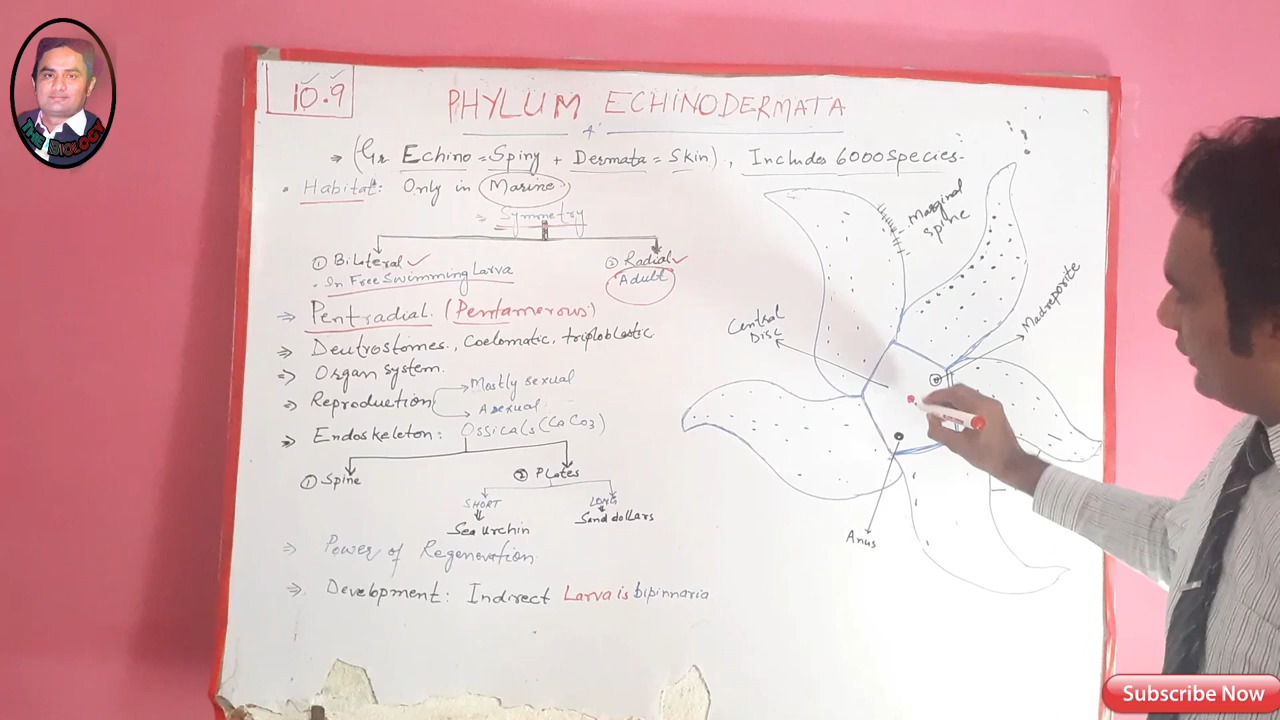 THE BIOLOGY
10.9
PHYLUM ECHINODERMATA
(Gr Echino=Spiny + Dermata = Skin), Includes 6000 species.
Habitat: Only in Marine.
Symmetry
① Bilateral
In Free Swimming Larva
② Radial
Adult
Pentradial. (Pentamerous)
Deutrostomes, Coelomatic, triploblastic
Organ system.
Reproduction
Mostly sexual
Asexual
Endoskeleton: Ossicals (CaCO3)
① Spine
② Plates
SHORT
Sea urchin
LONG
Sand dollars
Power of Regenovation
Development: Indirect Larva is bipinnaria
Marginal
spine
Madreporite
Central
Disc
Anus
Subscribe Now